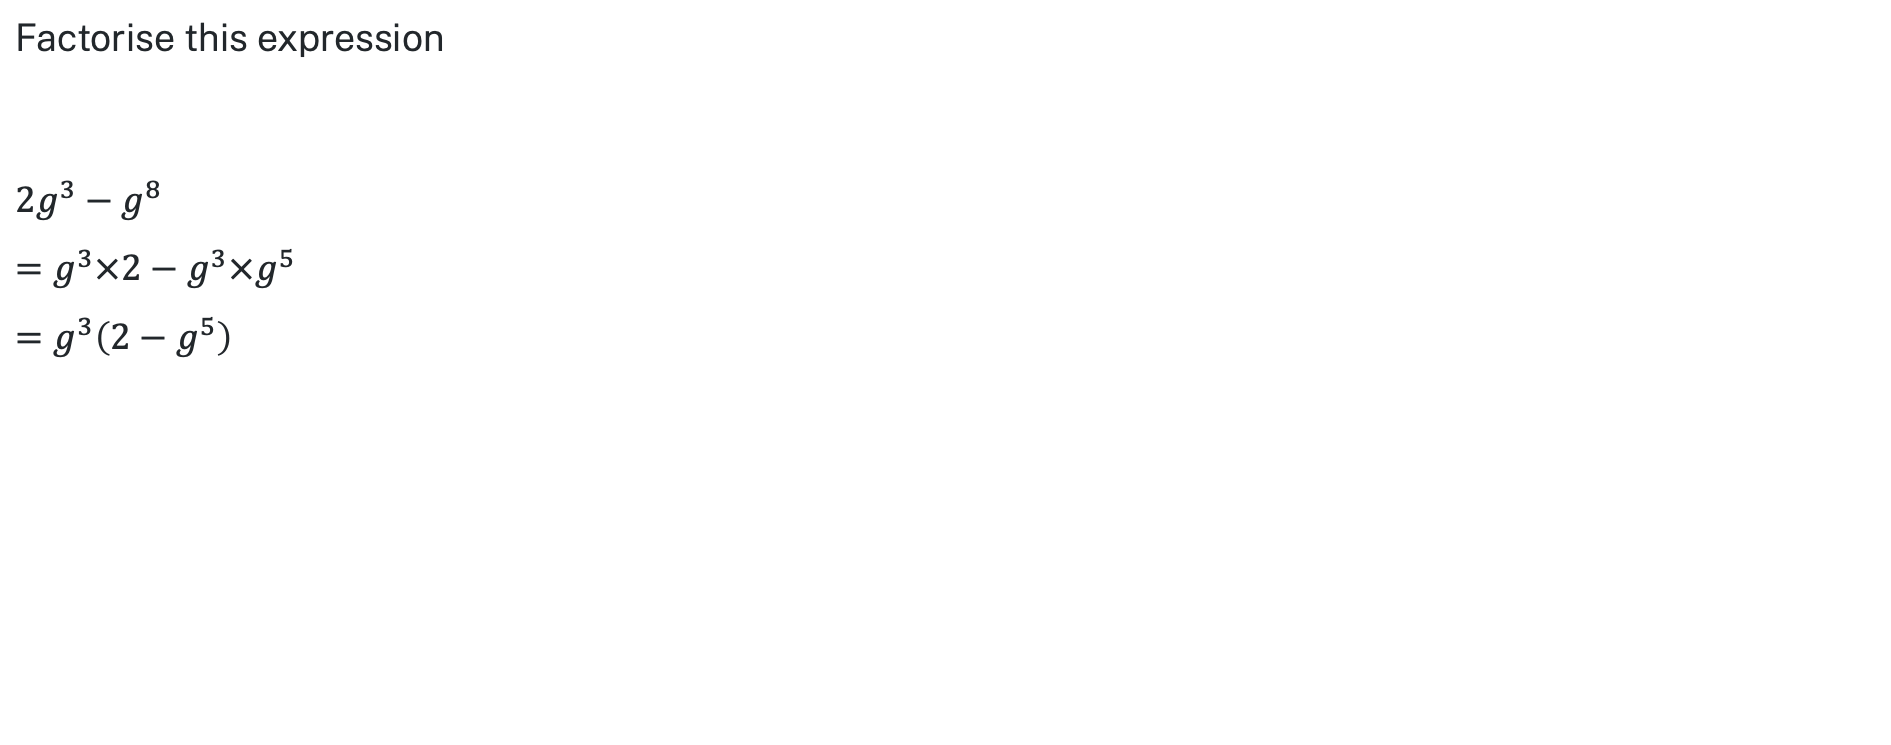 Factorise this expression
2g³ – g⁸
= g³×2 – g³×g⁵
= g³(2 – g⁵)